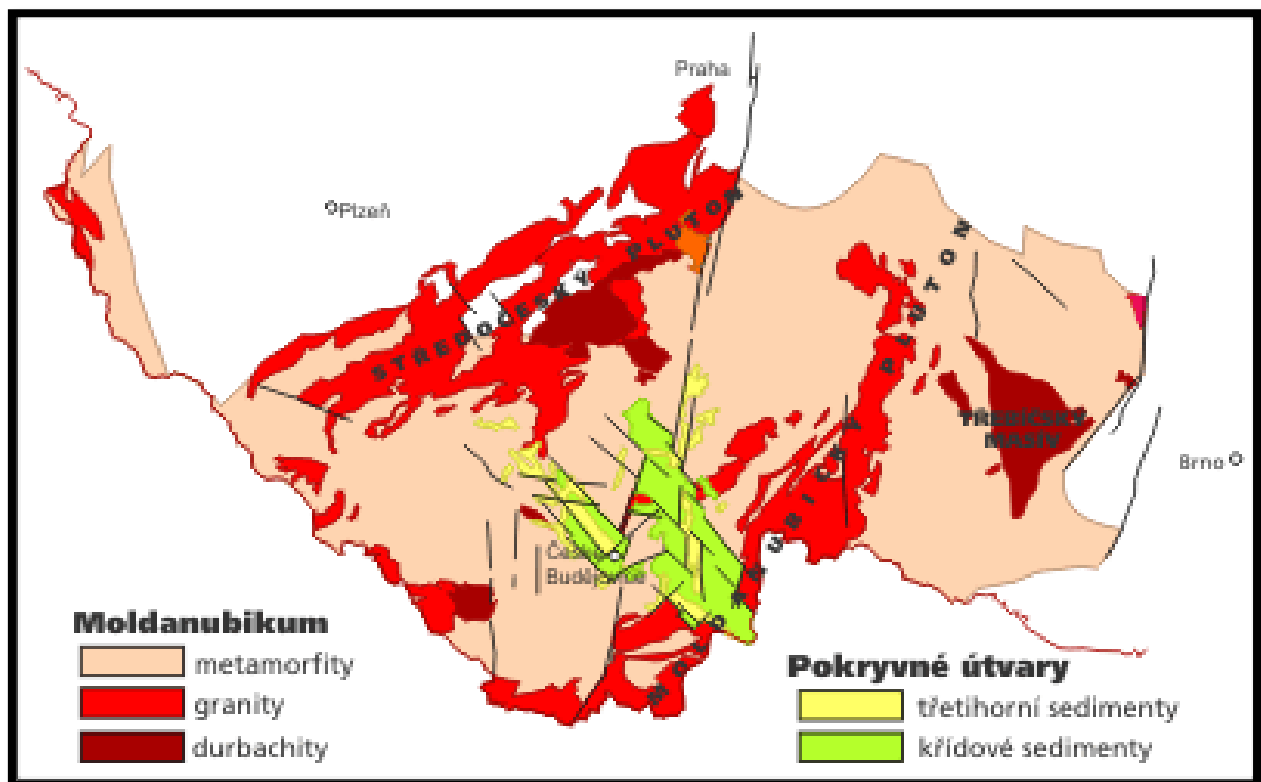 Praha
Plzeň
STŘEDOČESKÝ PLUTON
MOLDANUBICKÝ PLUTON
TŘEBÍČSKÝ
MASIV
Brno
České
Budějovice
Moldanubikum
metamorfity
granity
durbachity
Pokryvné útvary
třetihorní sedimenty
křídové sedimenty